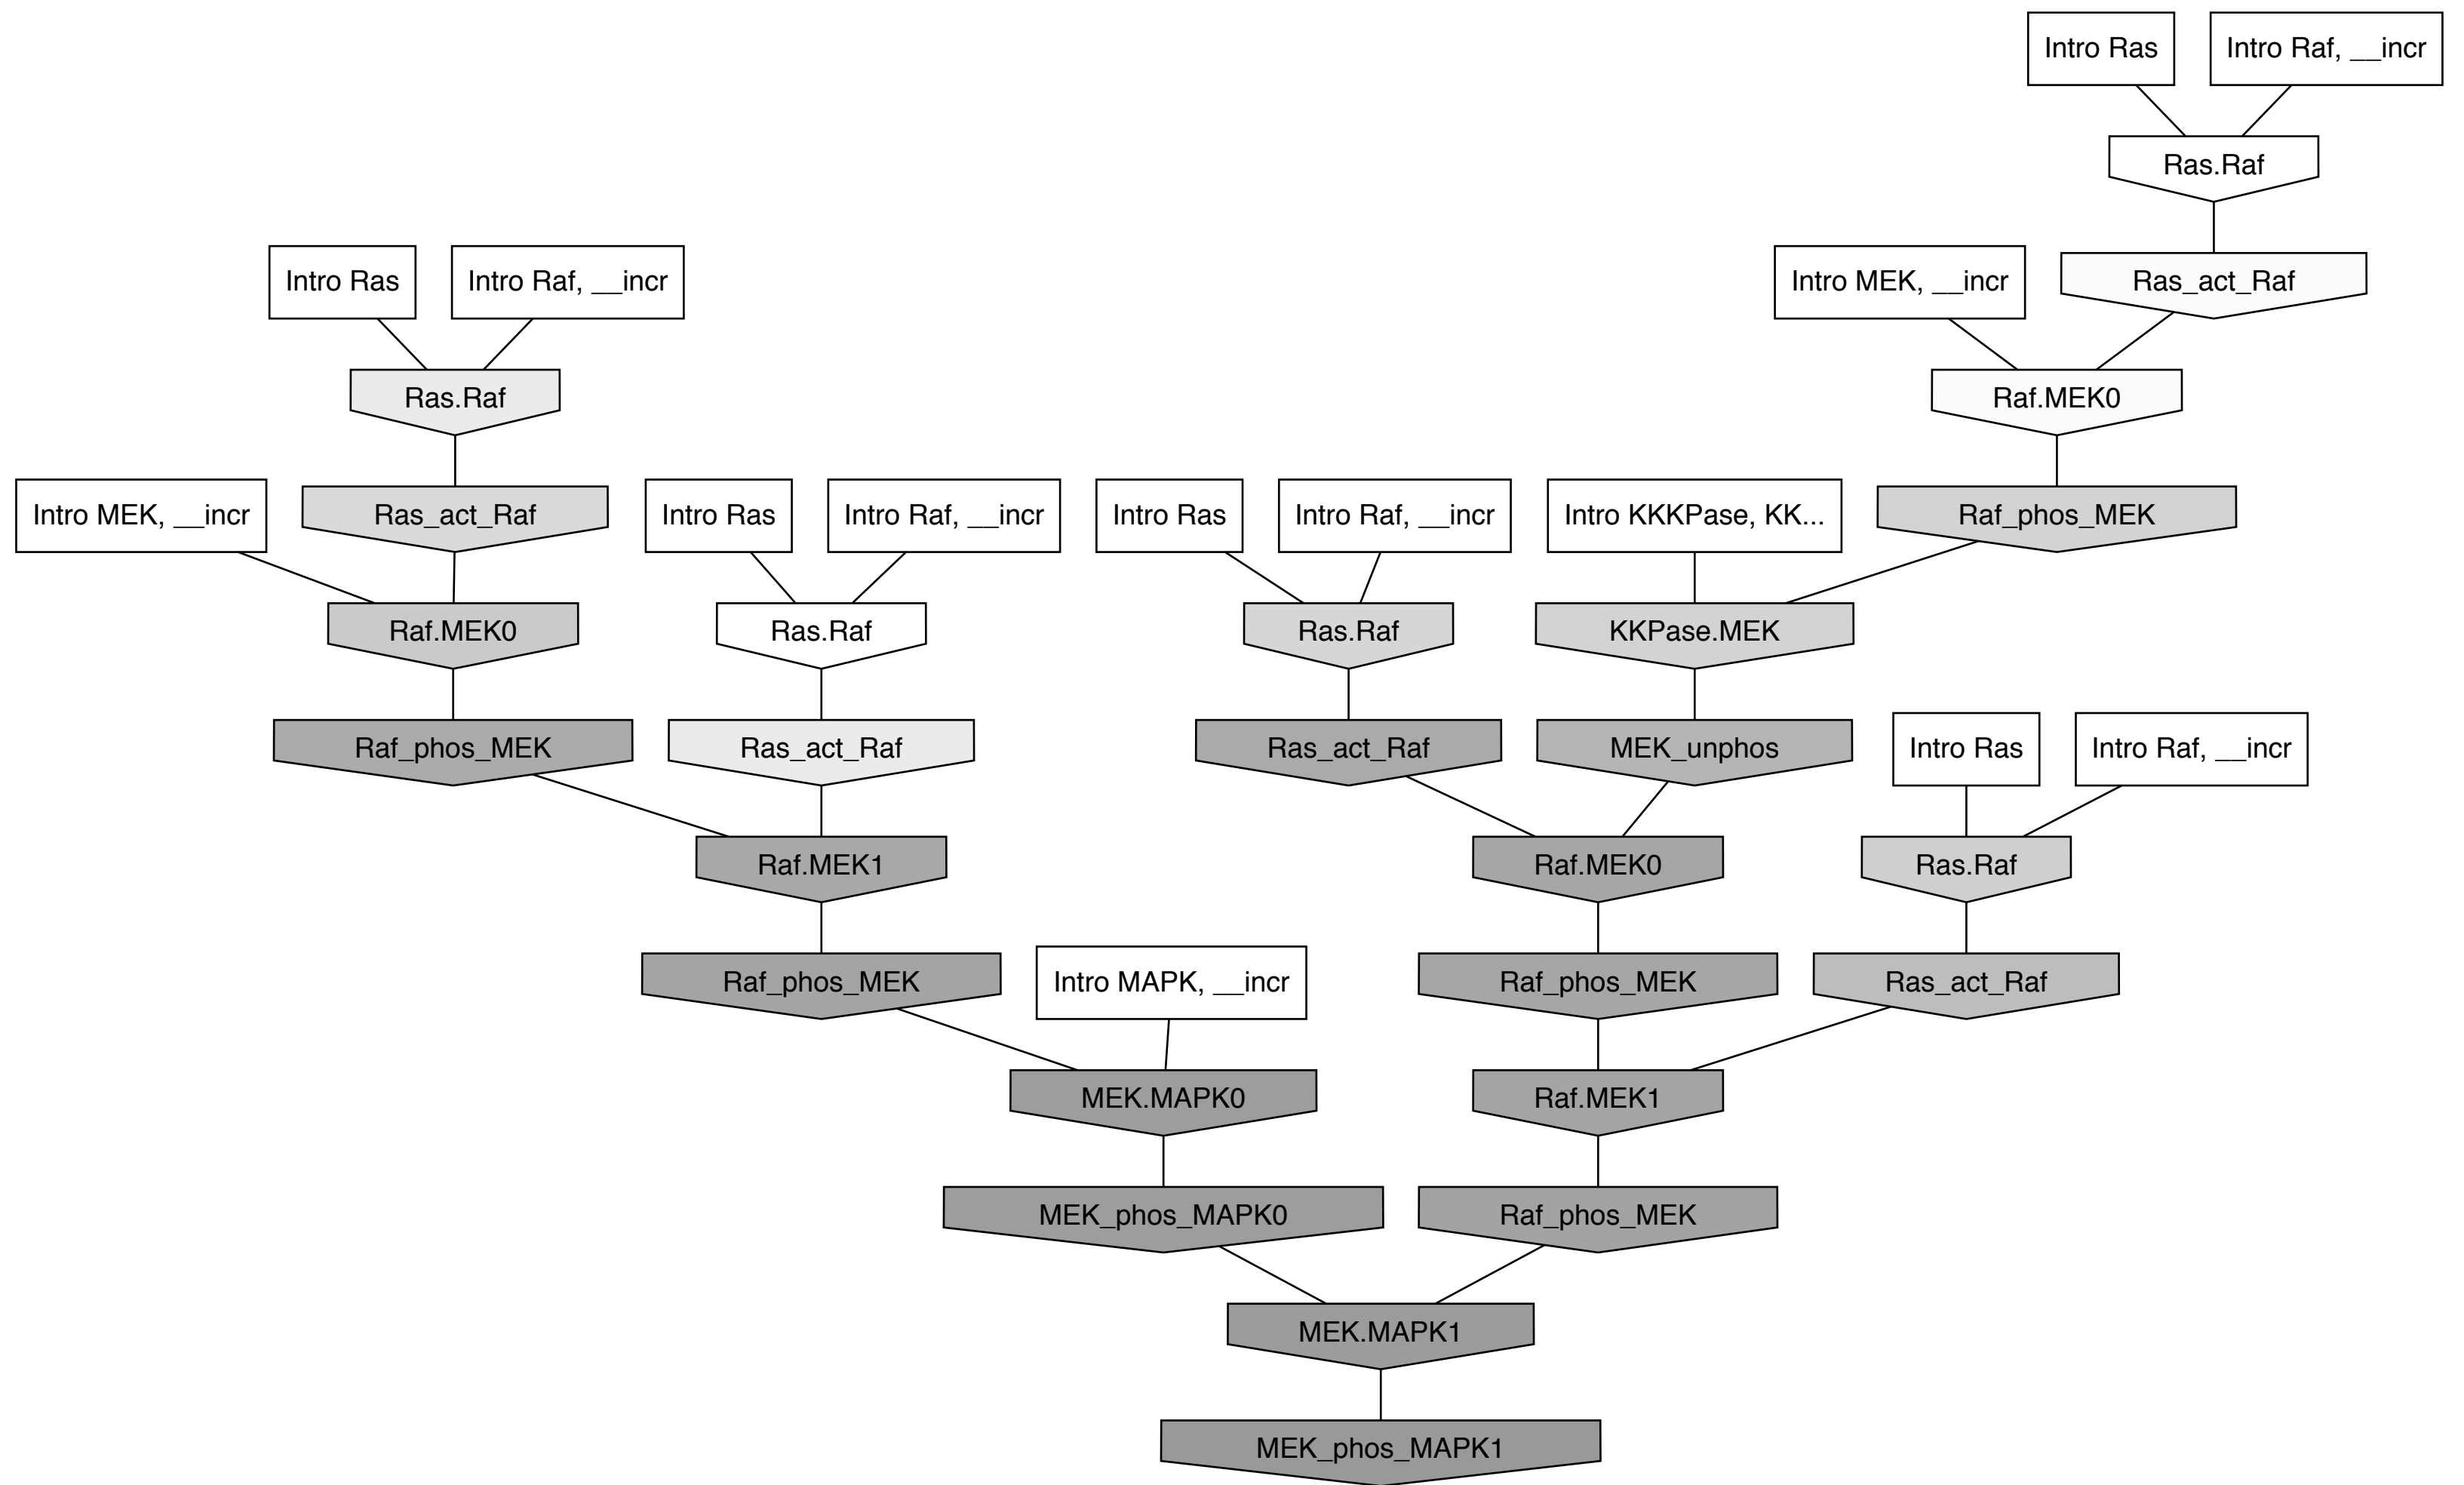 Intro Ras
Intro Raf, __incr
Ras.Raf
Intro Ras
Intro Raf, __incr
Intro MEK, __incr
Ras_act_Raf
Ras.Raf
Raf.MEK0
Intro MEK, __incr
Ras_act_Raf
Intro Ras
Intro Raf, __incr
Intro Ras
Intro Raf, __incr
Intro KKKPase, KK...
Raf_phos_MEK
Raf.MEK0
Ras.Raf
Ras.Raf
KKPase.MEK
Raf_phos_MEK
Ras_act_Raf
Ras_act_Raf
MEK_unphos
Intro Ras
Intro Raf, __incr
Raf.MEK1
Raf.MEK0
Ras.Raf
Raf_phos_MEK
Intro MAPK, __incr
Raf_phos_MEK
Ras_act_Raf
MEK.MAPK0
Raf.MEK1
MEK_phos_MAPK0
Raf_phos_MEK
MEK.MAPK1
MEK_phos_MAPK1